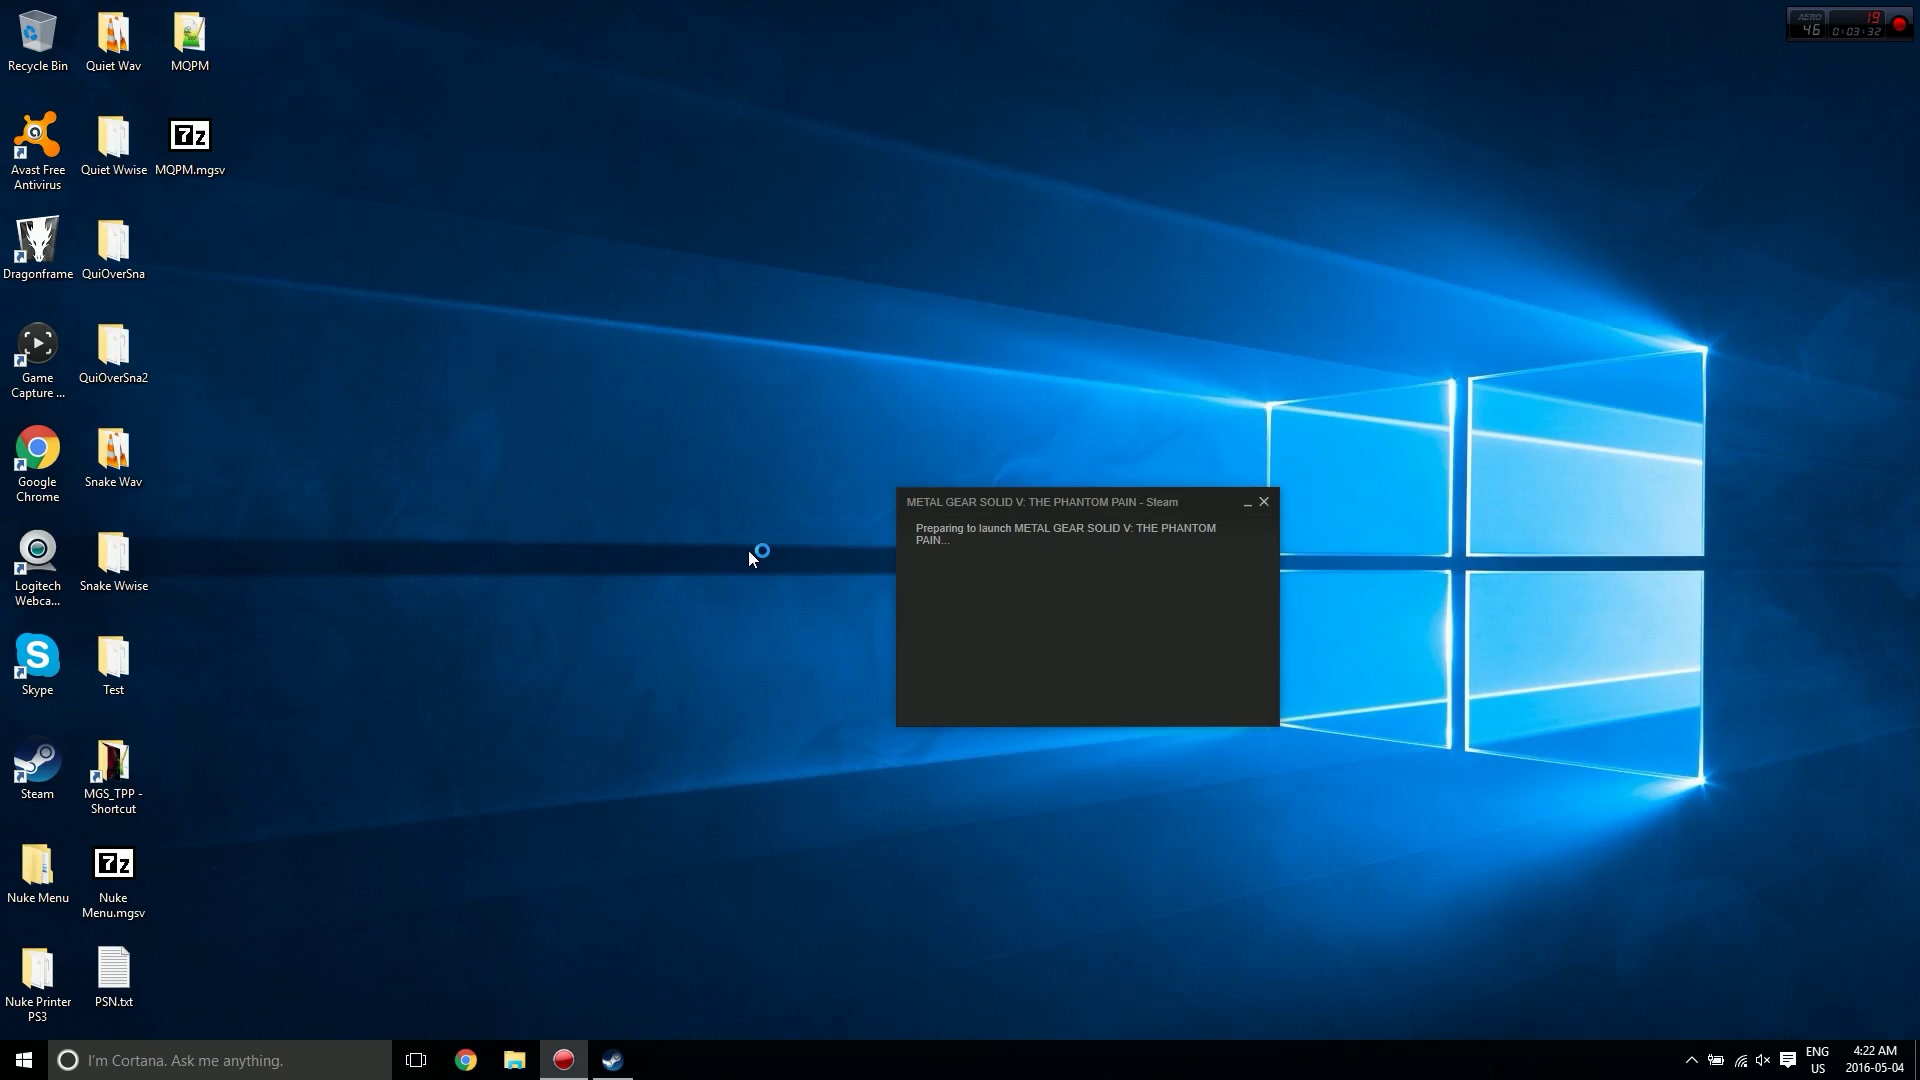 Recycle Bin
Quiet Wav
MQPM
Avast Free
Antivirus
Quiet Wwise
7z
MQPM.mgsv
Dragonframe
QuiOverSna
Game
Capture ...
QuiOverSna2
Google
Chrome
Snake Wav
Logitech
Webca...
Snake Wwise
S
Skype
Test
Steam
MGS_TPP -
Shortcut
Nuke Menu
7z
Nuke
Menu.mgsv
Nuke Printer
PS3
PSN.txt
AERO
46
19
0:03:32
METAL GEAR SOLID V: THE PHANTOM PAIN - Steam
Preparing to launch METAL GEAR SOLID V: THE PHANTOM
PAIN...
I'm Cortana. Ask me anything.
ENG
US
4:22 AM
2016-05-04